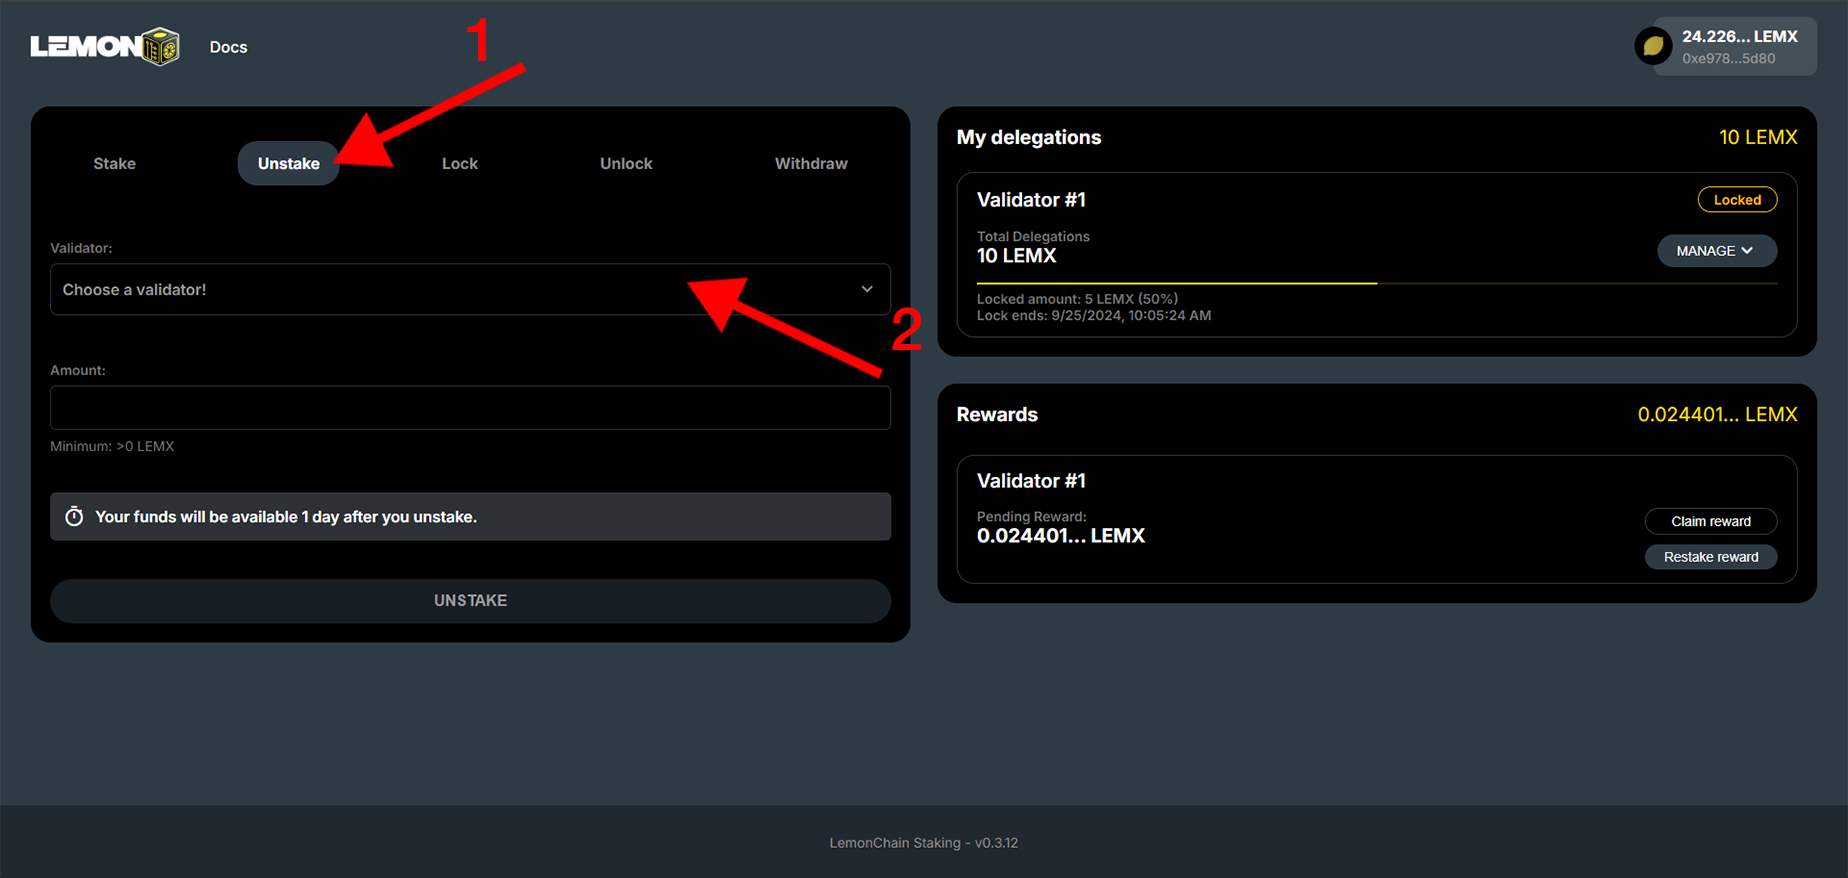 LEMON
Docs
1
24.226... LEMX
0xe978...5d80
Stake
Unstake
Lock
Unlock
Withdraw
Validator:
Choose a validator!
2
Amount:
Minimum: >0 LEMX
Your funds will be available 1 day after you unstake.
UNSTAKE
My delegations
10 LEMX
Validator #1
Locked
Total Delegations
10 LEMX
MANAGE
Locked amount: 5 LEMX (50%)
Lock ends: 9/25/2024, 10:05:24 AM
Rewards
0.024401... LEMX
Validator #1
Pending Reward:
0.024401... LEMX
Claim reward
Restake reward
LemonChain Staking - v0.3.12